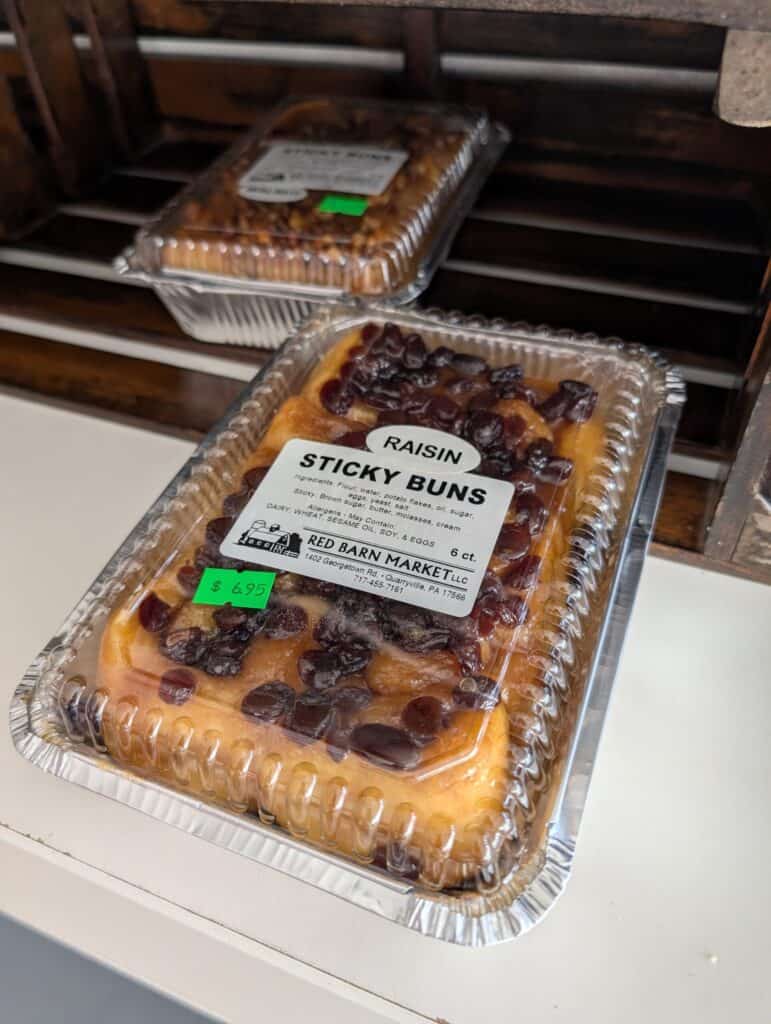 STICKY BUNS
RAISIN
STICKY BUNS
Ingredients: Flour, water, potato flakes, oil, sugar,
eggs, yeast, salt
Sticky: Brown sugar, butter, molasses, cream
Allergens - May Contain:
DAIRY, WHEAT, SESAME OIL, SOY, & EGGS
6 ct.
RED BARN MARKET LLC
1402 Georgetown Rd. • Quarryville, PA 17566
717-455-7161
$ 6.95